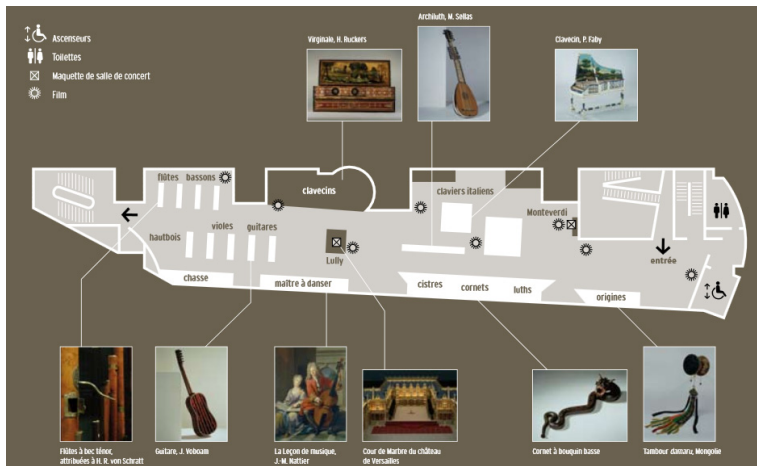 Ascenseurs
Toilettes
Maquette de salle de concert
Film
Virginale, H. Ruckers
Archiluth, M. Sellas
Clavecin, P. Faby
flûtes bassons
clavecins
claviers italiens
Monteverdi
hautbois
violes
guitares
Lully
entrée
chasse
maître à danser
cistres
cornets
luths
origines
Flûtes à bec ténor,
attribuées à H. R. von Schratt
Guitare, J. Voboam
La Leçon de musique,
J.-M. Nattier
Cour de Marbre du château
de Versailles
Cornet à bouquin basse
Tambour damaru, Mongolie